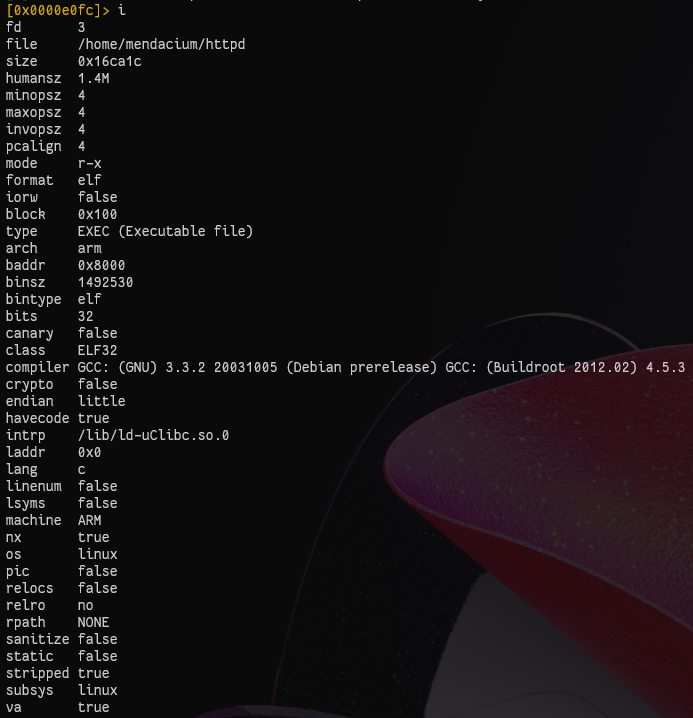 [0x0000e0fc]> i
fd       3
file     /home/mendacium/httpd
size     0x16ca1c
humansz  1.4M
minopsz  4
maxopsz  4
invopsz  4
pcalign  4
mode     r-x
format   elf
iorw     false
block    0x100
type     EXEC (Executable file)
arch     arm
baddr    0x8000
binsz    1492530
bintype  elf
bits     32
canary   false
class    ELF32
compiler GCC: (GNU) 3.3.2 20031005 (Debian prerelease) GCC: (Buildroot 2012.02) 4.5.3
crypto   false
endian   little
havecode true
intrp    /lib/ld-uClibc.so.0
laddr    0x0
lang     c
linenum  false
lsyms    false
machine  ARM
nx       true
os       linux
pic      false
relocs   false
relro    no
rpath    NONE
sanitize false
static   false
stripped true
subsys   linux
va       true